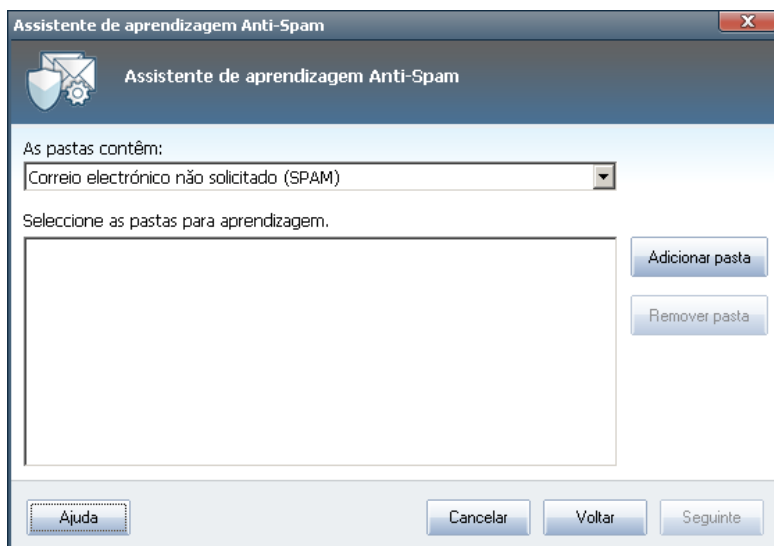 Assistente de aprendizagem Anti-Spam
Assistente de aprendizagem Anti-Spam
As pastas contêm:
Correio electrónico não solicitado (SPAM)
Seleccione as pastas para aprendizagem.
Adicionar pasta
Remover pasta
Ajuda
Cancelar
Voltar
Seguinte